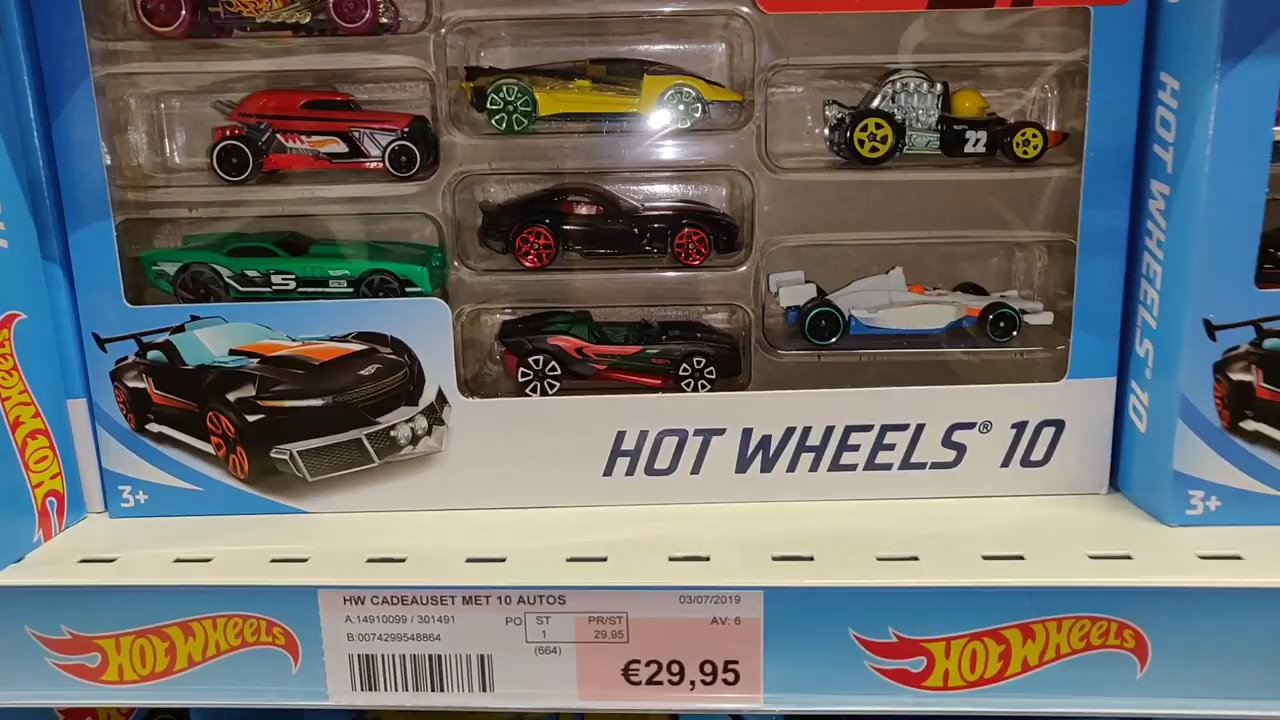 22
5
HOT WHEELS® 10
3+
HOT WHEELS
HOT WHEELS® 10
3+
HW CADEAUSET MET 10 AUTOS
03/07/2019
A:14910099 / 301491
PO
ST
PR/ST
AV: 6
1
29,95
B:0074299548864
(664)
€29,95
HOT WHEELS
HOT WHEELS